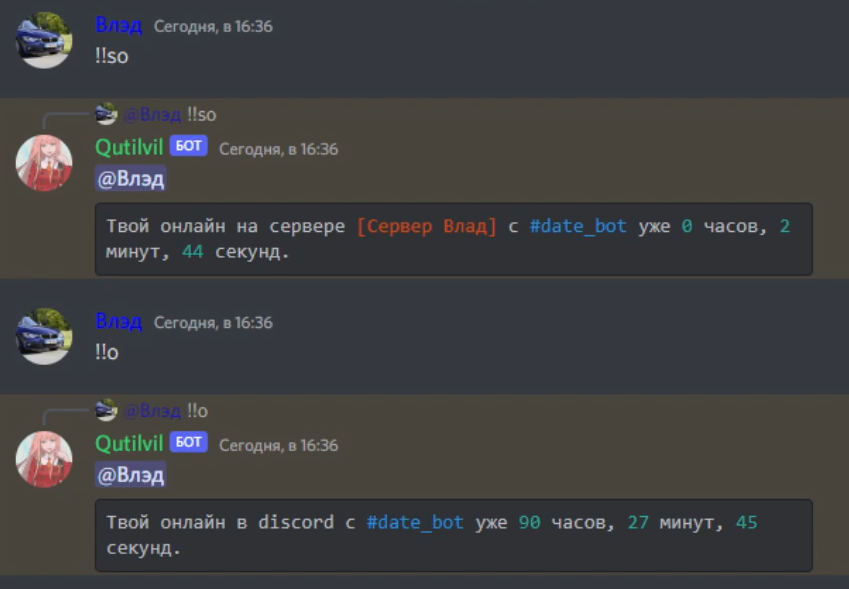 Влэд Сегодня, в 16:36
!!so
@Влэд !!so
Qutilvil БОТ Сегодня, в 16:36
@Влэд
Твой онлайн на сервере [Сервер Влад] с #date_bot уже 0 часов, 2
минут, 44 секунд.
Влэд Сегодня, в 16:36
!!o
@Влэд !!o
Qutilvil БОТ Сегодня, в 16:36
@Влэд
Твой онлайн в discord с #date_bot уже 90 часов, 27 минут, 45
секунд.